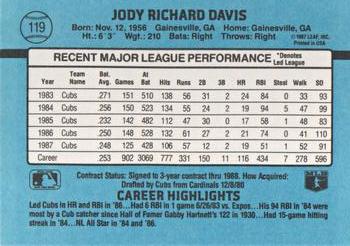 119
JODY RICHARD DAVIS
Born: Nov. 12, 1956 Gainesville, GA Home: Gainesville, GA
Ht.: 6' 3" Wgt.: 210 Bats: Right Throws: Right
© 1987 LEAF, INC.
Printed in USA
RECENT MAJOR LEAGUE PERFORMANCE *Denotes Led League
Year Team Name Bat. Avg. Games At Bat Hits Runs 2B 3B HR RBI Steal Walk SO
1983 Cubs .271 151 510 138 56 31 2 24 84 0 33 93
1984 Cubs .256 150 523 134 55 25 2 19 94 5 47 99
1985 Cubs .232 142 482 112 47 30 0 17 58 1 48 83
1986 Cubs .250 148 528 132 61 27 2 21 74 0 41 110
1987 Cubs .248 125 428 106 57 12 2 19 51 1 52 91
Career .253 903 3069 777 331 150 11 116 424 7 278 596
Contract Status: Signed to 3-year contract thru 1988. How Acquired:
Drafted by Cubs from Cardinals 12/8/80
CAREER HIGHLIGHTS
Led Cubs in HR and RBI in '86...Had 6 RBI in 1 game 5/26/83 vs. Expos...His 94 RBI in '84 were
most by a Cub catcher since Hall of Famer Gabby Hartnett's 122 in 1930...Had 15-game hitting
streak in '84...NL All Star in '84 & '86.